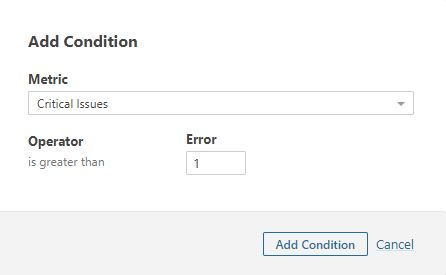 Add Condition
Metric
Critical Issues
Operator
Error
is greater than
1
Add Condition
Cancel